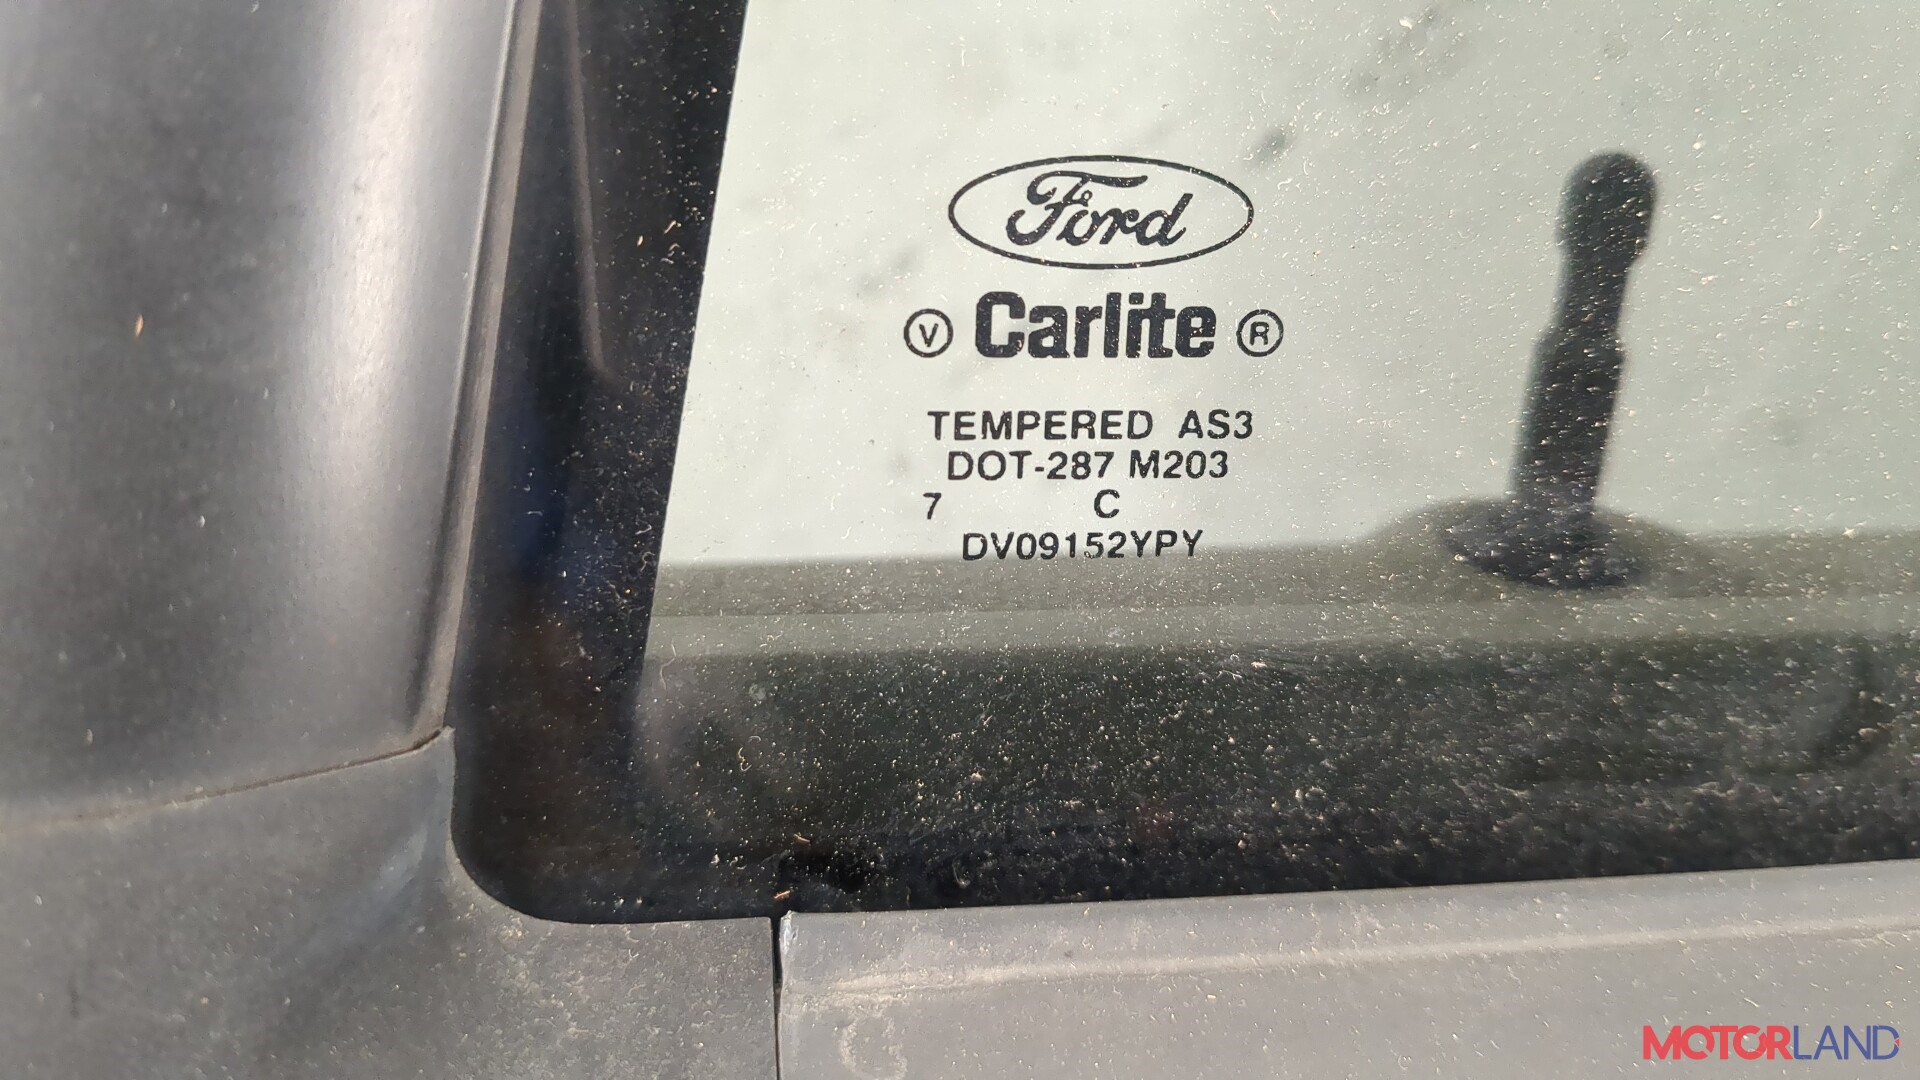 Ford
V Carlite R
TEMPERED AS3
DOT-287 M203
7 C
DV09152YPY
MOTORLAND